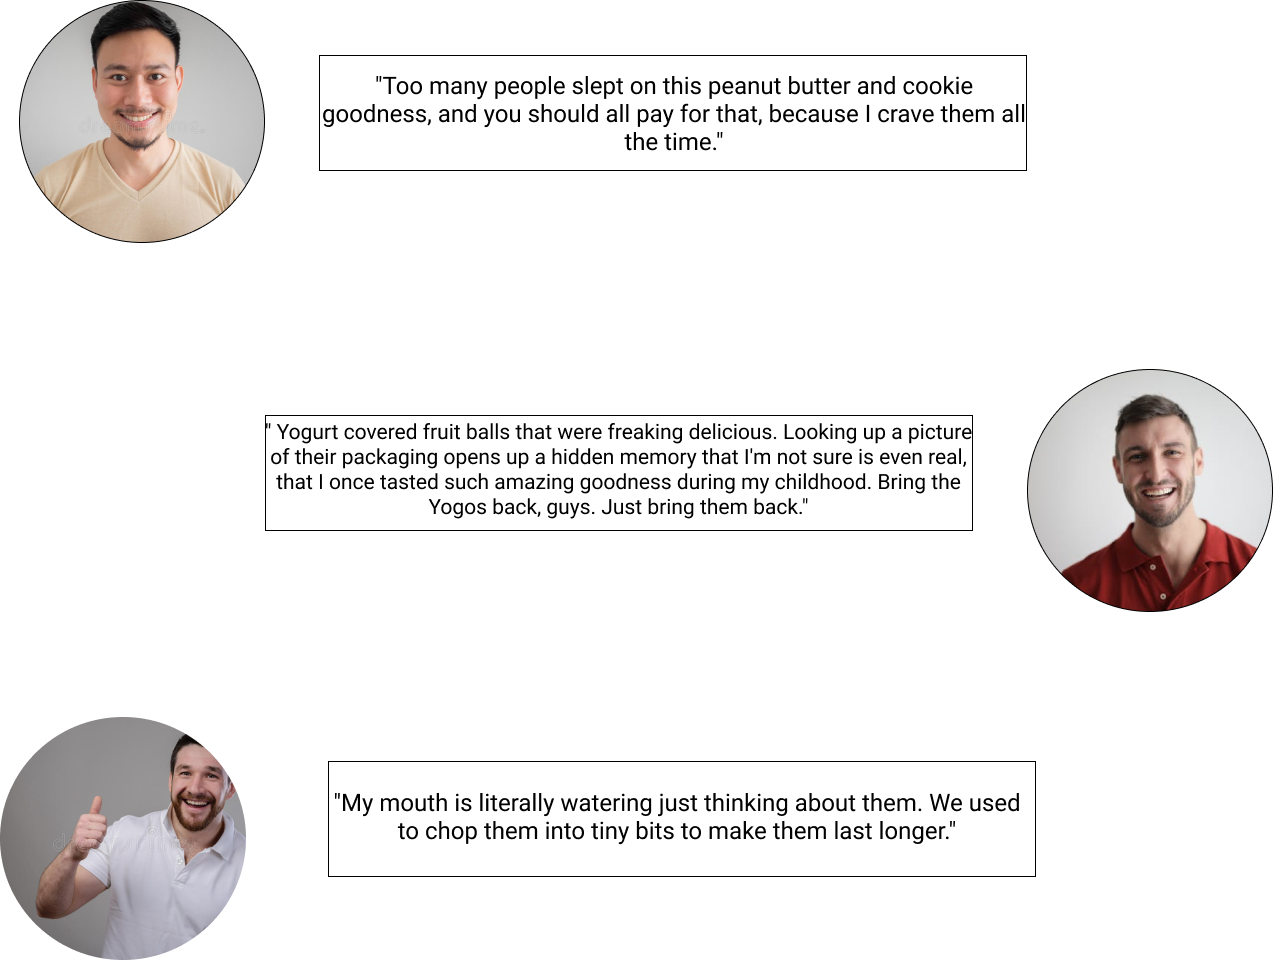 "Too many people slept on this peanut butter and cookie
goodness, and you should all pay for that, because I crave them all
the time."
" Yogurt covered fruit balls that were freaking delicious. Looking up a picture
of their packaging opens up a hidden memory that I'm not sure is even real,
that I once tasted such amazing goodness during my childhood. Bring the
Yogos back, guys. Just bring them back."
"My mouth is literally watering just thinking about them. We used
to chop them into tiny bits to make them last longer."